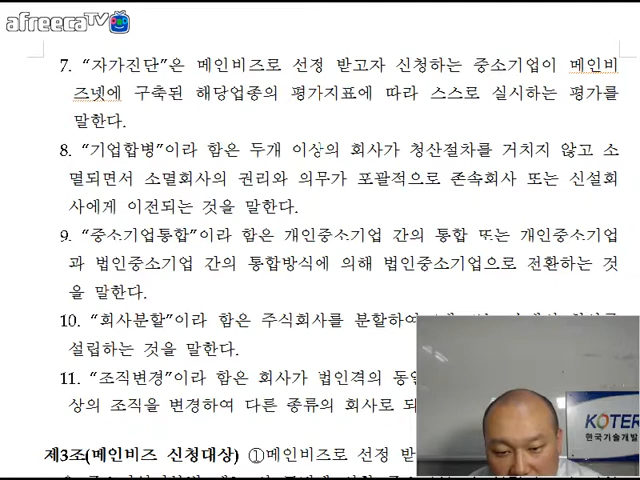 afreecaTV
7. “자가진단”은 메인비즈로 선정 받고자 신청하는 중소기업이 메인비
즈넷에 구축된 해당업종의 평가지표에 따라 스스로 실시하는 평가를
말한다.
8. “기업합병”이라 함은 두개 이상의 회사가 청산절차를 거치지 않고 소
멸되면서 소멸회사의 권리와 의무가 포괄적으로 존속회사 또는 신설회
사에게 이전되는 것을 말한다.
9. “중소기업통합”이라 함은 개인중소기업 간의 통합 또는 개인중소기업
과 법인중소기업 간의 통합방식에 의해 법인중소기업으로 전환하는 것
을 말한다.
10. “회사분할”이라 함은 주식회사를 분할하여
설립하는 것을 말한다.
11. “조직변경”이라 함은 회사가 법인격의 동일
상의 조직을 변경하여 다른 종류의 회사로 되
제3조(메인비즈 신청대상) ①메인비즈로 선정 받
KOTER
한국기술개발